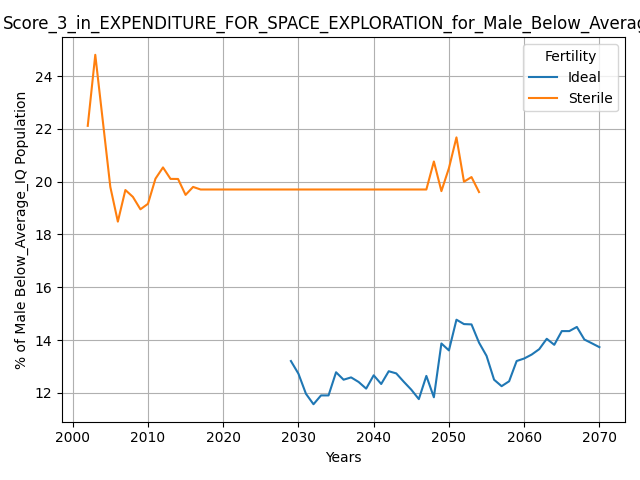 Score_3_in_EXPENDITURE_FOR_SPACE_EXPLORATION_for_Male_Below_Averag
% of Male Below_Average_IQ Population
24
22
20
18
16
14
12
Fertility
Ideal
Sterile
2000 2010 2020 2030 2040 2050 2060 2070
Years